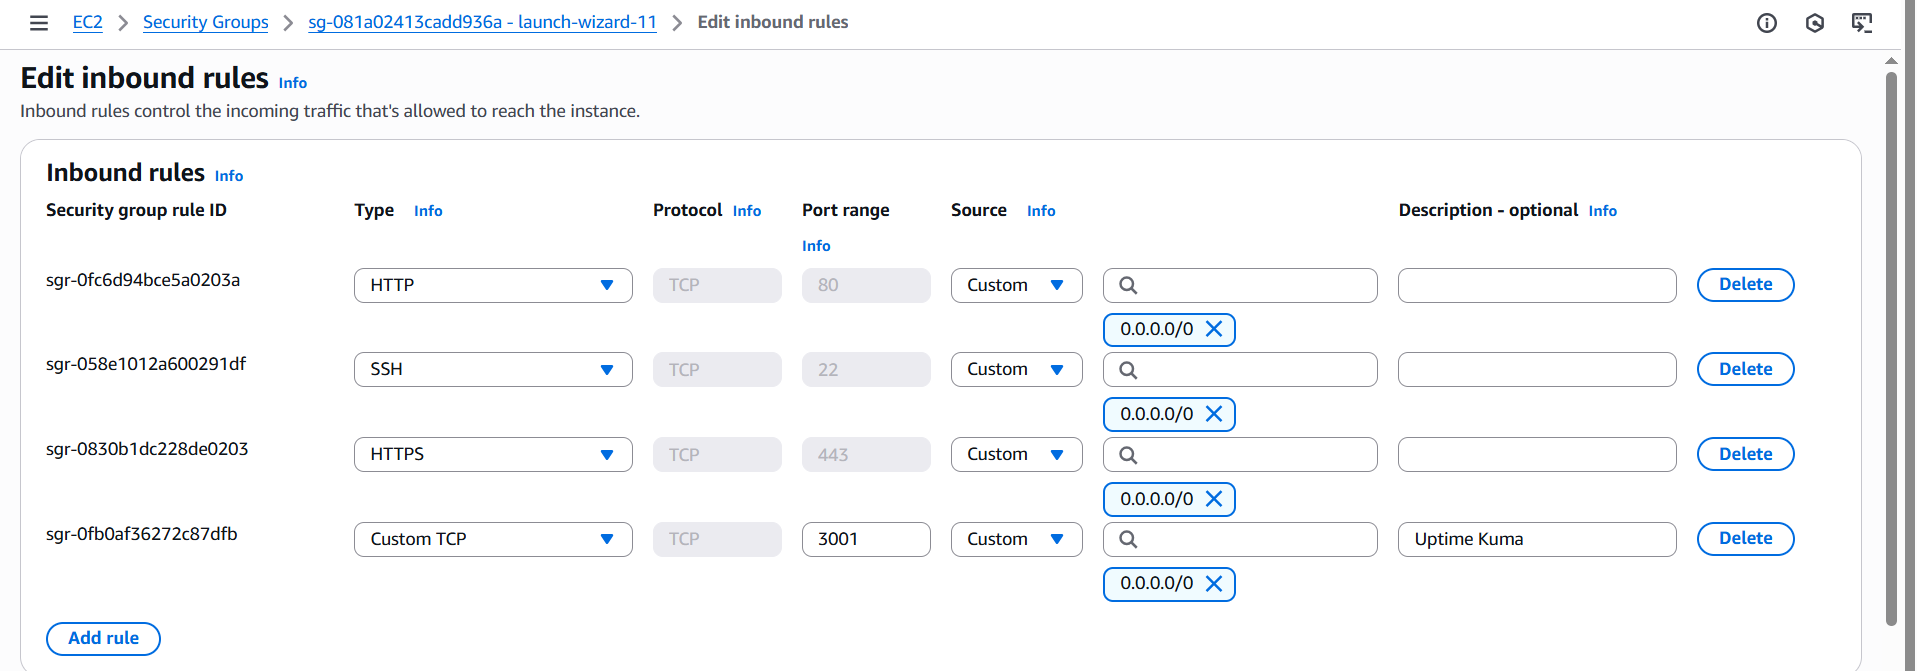 EC2 > Security Groups > sg-081a02413cadd936a - launch-wizard-11 > Edit inbound rules
Edit inbound rules Info
Inbound rules control the incoming traffic that's allowed to reach the instance.
Inbound rules Info
Security group rule ID Type Info Protocol Info Port range Info Source Info Description - optional Info
sgr-0fc6d94bce5a0203a HTTP TCP 80 Custom Delete
0.0.0.0/0
sgr-058e1012a600291df SSH TCP 22 Custom Delete
0.0.0.0/0
sgr-0830b1dc228de0203 HTTPS TCP 443 Custom Delete
0.0.0.0/0
sgr-0fb0af36272c87dfb Custom TCP TCP 3001 Custom Uptime Kuma Delete
0.0.0.0/0
Add rule